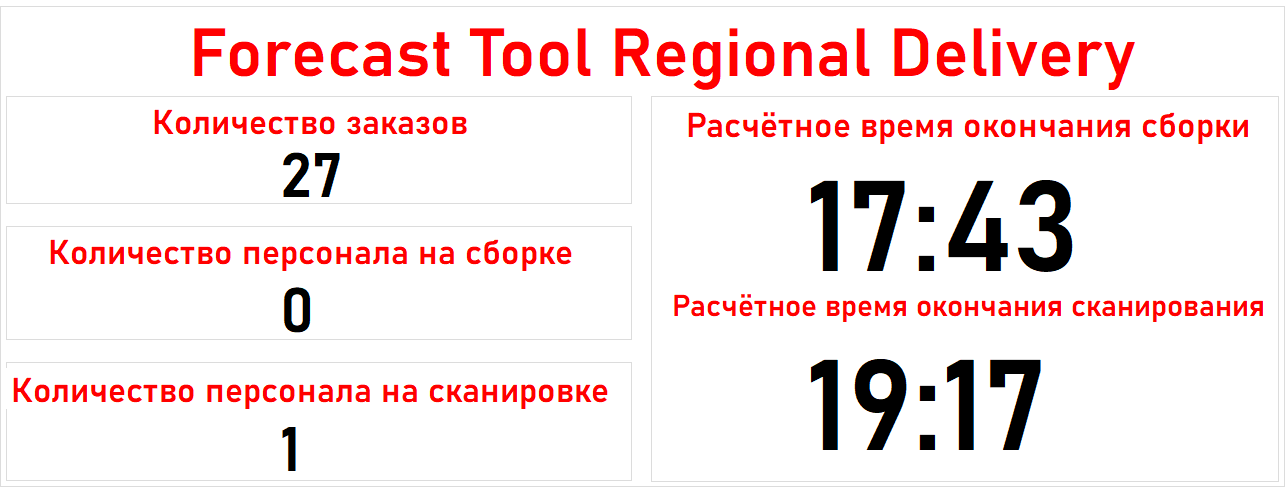 Forecast Tool Regional Delivery
Количество заказов
27
Количество персонала на сборке
0
Количество персонала на сканировке
1
Расчётное время окончания сборки
17:43
Расчётное время окончания сканирования
19:17